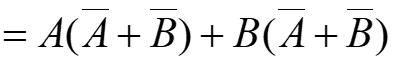 = A(A̅ + B̅) + B(A̅ + B̅)